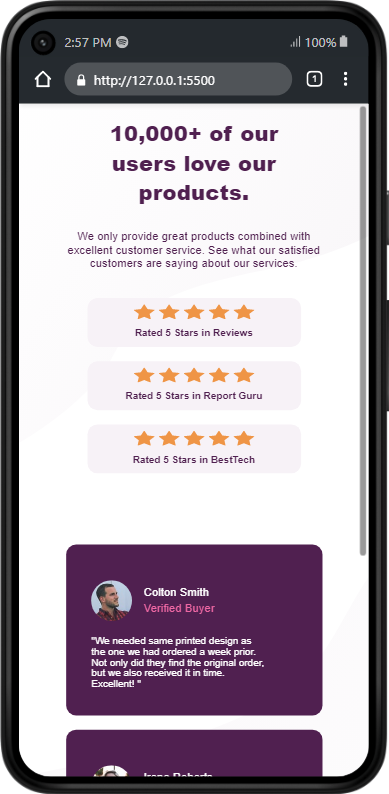 2:57 PM
100%
http://127.0.0.1:5500
1
10,000+ of our
users love our
products.
We only provide great products combined with
excellent customer service. See what our satisfied
customers are saying about our services.
Rated 5 Stars in Reviews
Rated 5 Stars in Report Guru
Rated 5 Stars in BestTech
Colton Smith
Verified Buyer
"We needed same printed design as
the one we had ordered a week prior.
Not only did they find the original order,
but we also received it in time.
Excellent! "
Irene Roberts